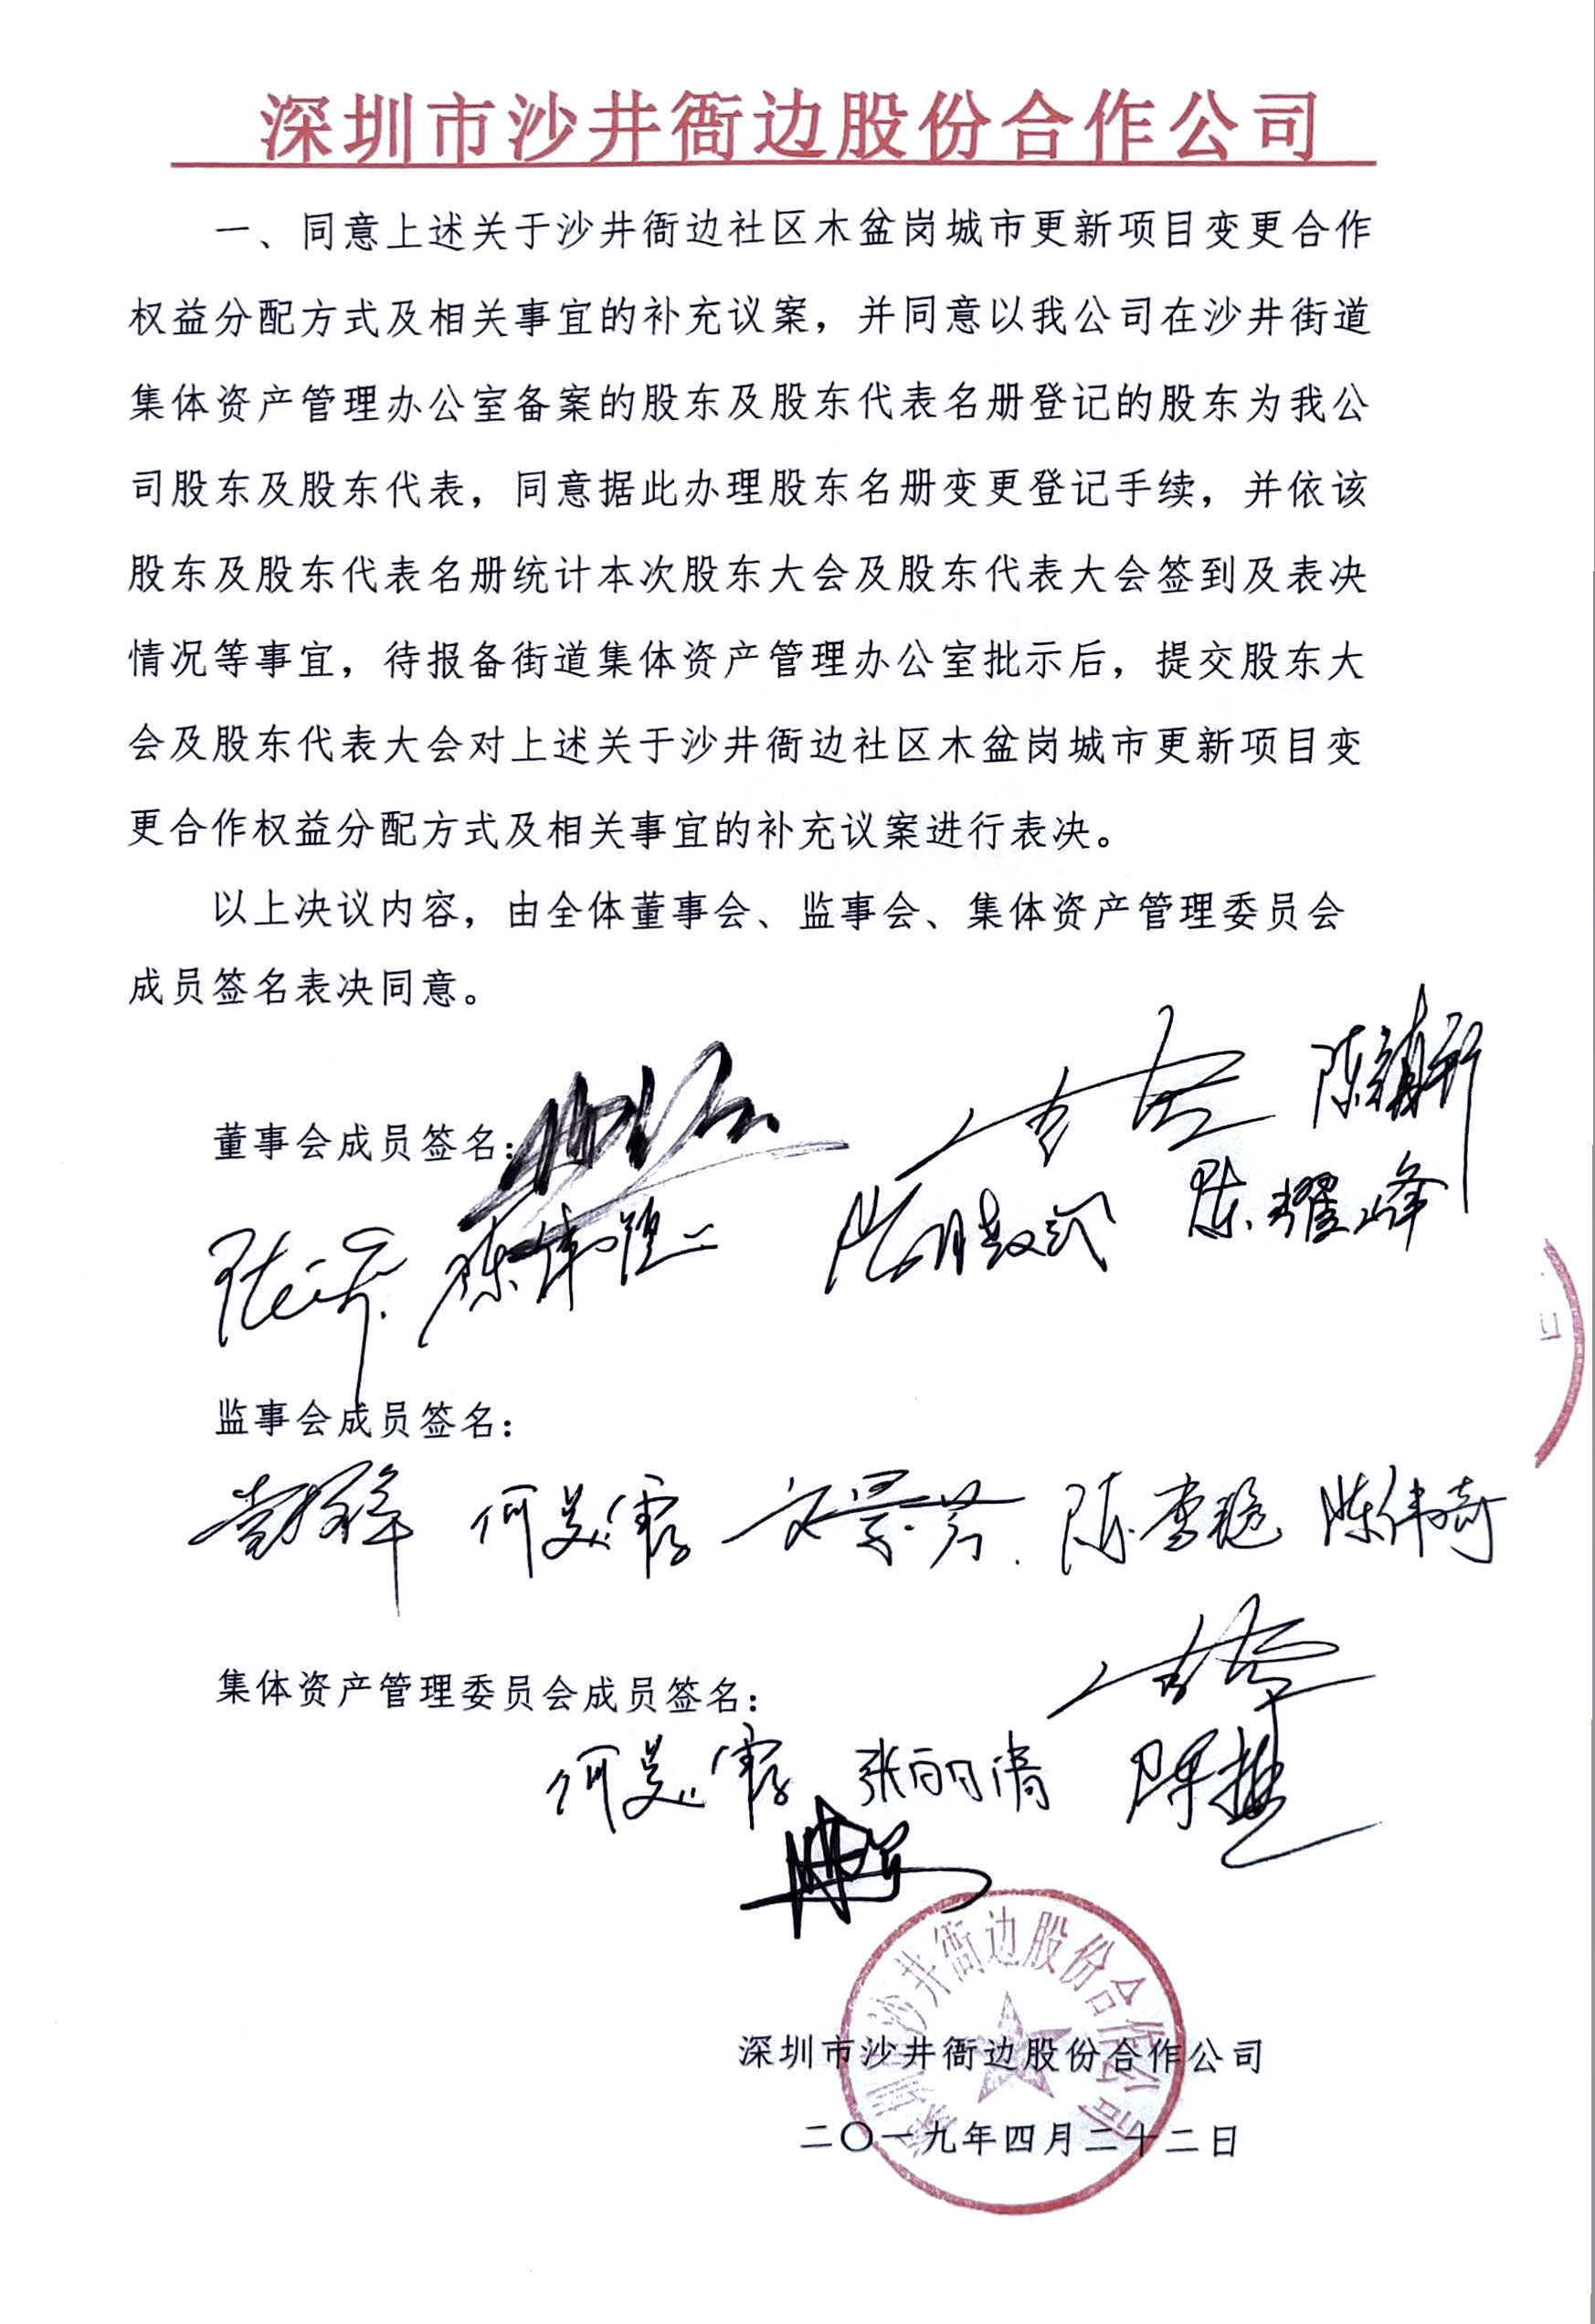 深圳市沙井衙边股份合作公司
一、同意上述关于沙井衙边社区木盆岗城市更新项目变更合作
权益分配方式及相关事宜的补充议案，并同意以我公司在沙井街道
集体资产管理办公室备案的股东及股东代表名册登记的股东为我公
司股东及股东代表，同意据此办理股东名册变更登记手续，并依该
股东及股东代表名册统计本次股东大会及股东代表大会签到及表决
情况等事宜，待报备街道集体资产管理办公室批示后，提交股东大
会及股东代表大会对上述关于沙井衙边社区木盆岗城市更新项目变
更合作权益分配方式及相关事宜的补充议案进行表决。
以上决议内容，由全体董事会、监事会、集体资产管理委员会
成员签名表决同意。
董事会成员签名：
陈耀峰
监事会成员签名：
何美霞 文景芳 陈伟奇
集体资产管理委员会成员签名：
何美霞 张丽清
深圳市沙井衙边股份合作公司
深圳市沙井衙边股份合作公司
二〇一九年四月二十二日